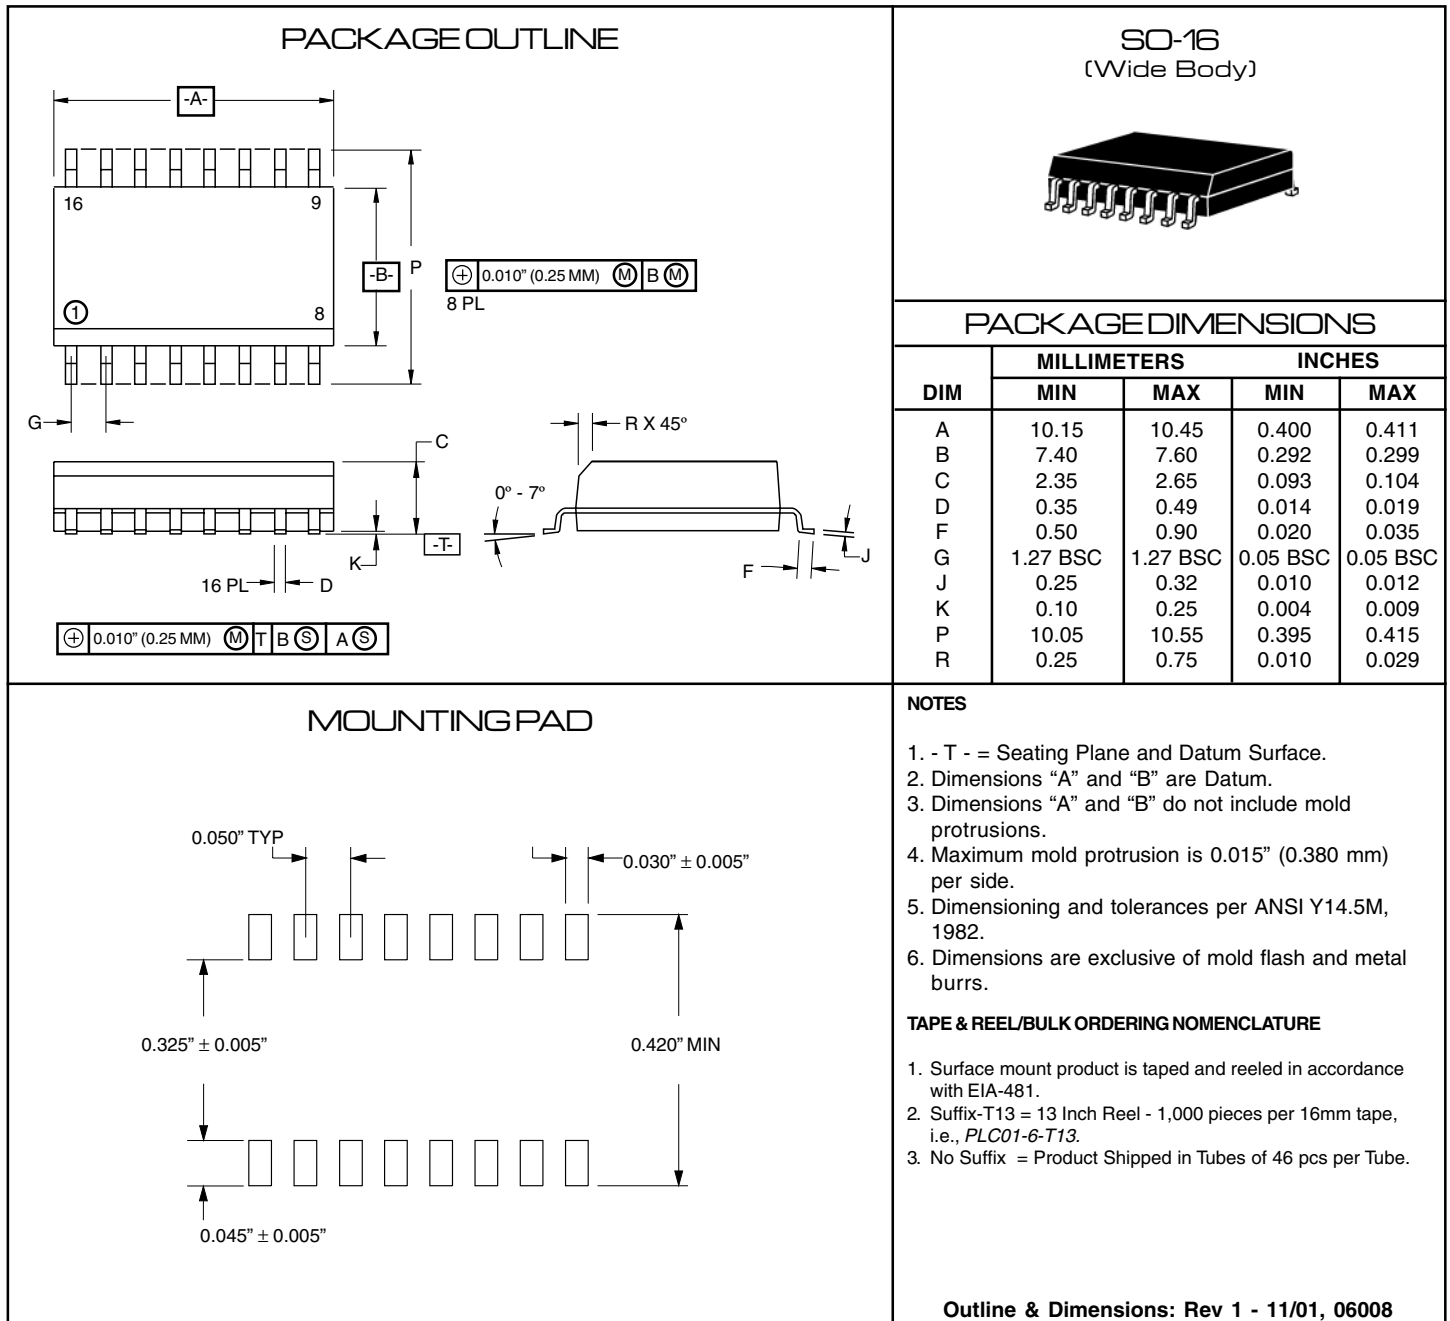 PACKAGE OUTLINE
-A-
16
9
-B-
P
⊕ 0.010” (0.25 MM) Ⓜ B Ⓜ
8 PL
1
8
G
C
R X 45º
0º - 7º
-T-
K
J
F
16 PL
D
⊕ 0.010” (0.25 MM) Ⓜ T B Ⓢ A Ⓢ
SO-16
(Wide Body)
PACKAGE DIMENSIONS
MILLIMETERS INCHES
DIM MIN MAX MIN MAX
A 10.15 10.45 0.400 0.411
B 7.40 7.60 0.292 0.299
C 2.35 2.65 0.093 0.104
D 0.35 0.49 0.014 0.019
F 0.50 0.90 0.020 0.035
G 1.27 BSC 1.27 BSC 0.05 BSC 0.05 BSC
J 0.25 0.32 0.010 0.012
K 0.10 0.25 0.004 0.009
P 10.05 10.55 0.395 0.415
R 0.25 0.75 0.010 0.029
MOUNTING PAD
0.050” TYP
0.030” ± 0.005”
0.325” ± 0.005”
0.420” MIN
0.045” ± 0.005”
NOTES
1. - T - = Seating Plane and Datum Surface.
2. Dimensions “A” and “B” are Datum.
3. Dimensions “A” and “B” do not include mold
protrusions.
4. Maximum mold protrusion is 0.015” (0.380 mm)
per side.
5. Dimensioning and tolerances per ANSI Y14.5M,
1982.
6. Dimensions are exclusive of mold flash and metal
burrs.
TAPE & REEL/BULK ORDERING NOMENCLATURE
1. Surface mount product is taped and reeled in accordance
with EIA-481.
2. Suffix-T13 = 13 Inch Reel - 1,000 pieces per 16mm tape,
i.e., PLC01-6-T13.
3. No Suffix = Product Shipped in Tubes of 46 pcs per Tube.
Outline & Dimensions: Rev 1 - 11/01, 06008